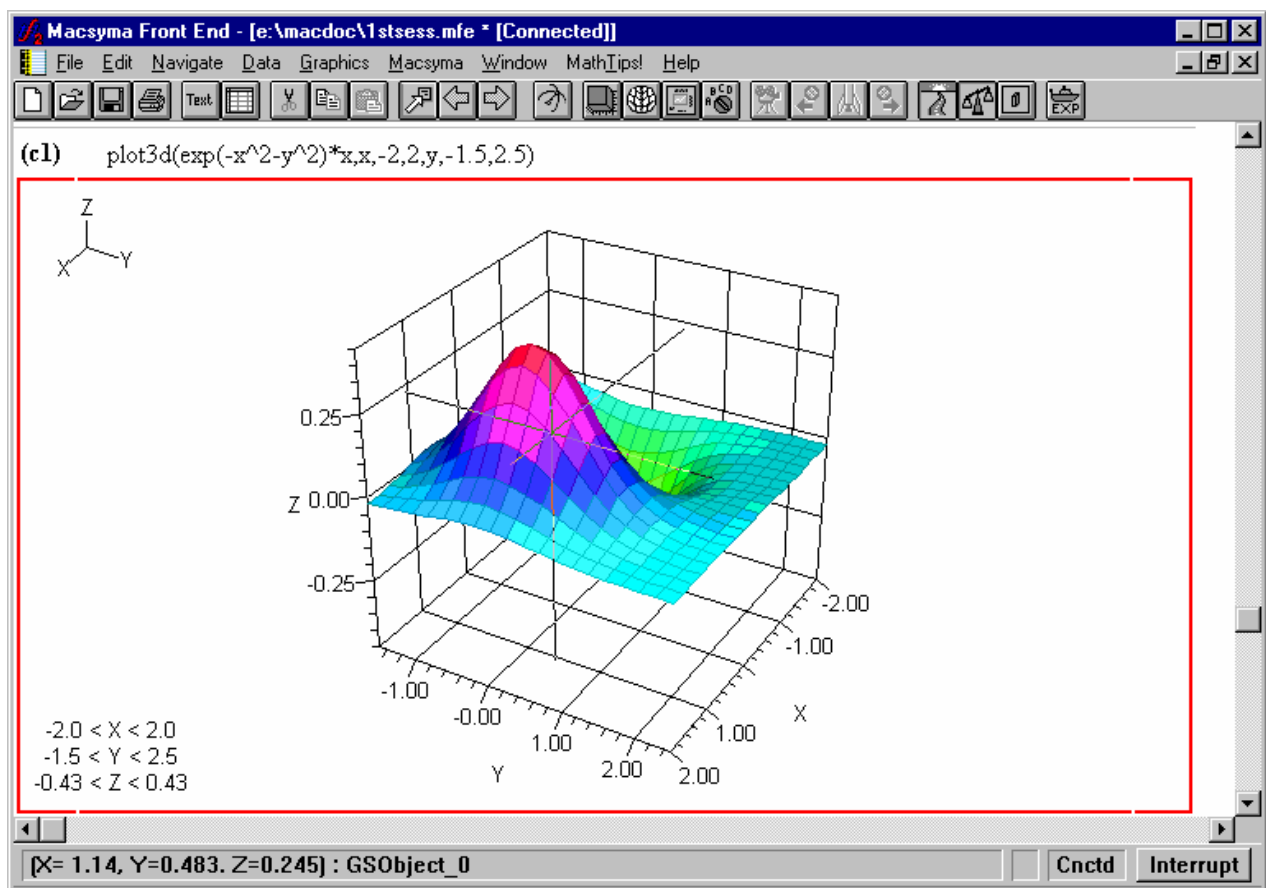 Macsyma Front End - [e:\macdoc\1stsess.mfe * [Connected]]
File Edit Navigate Data Graphics Macsyma Window MathTips! Help
Text
EXP
(c1) plot3d(exp(-x^2-y^2)*x,x,-2,2,y,-1.5,2.5)
Z
X
Y
0.25
Z 0.00
-0.25
-2.00
-1.00
X
1.00
2.00
-1.00
-0.00
1.00
2.00
Y
-2.0 < X < 2.0
-1.5 < Y < 2.5
-0.43 < Z < 0.43
(X= 1.14, Y=0.483. Z=0.245) : GSObject_0
Cnctd
Interrupt